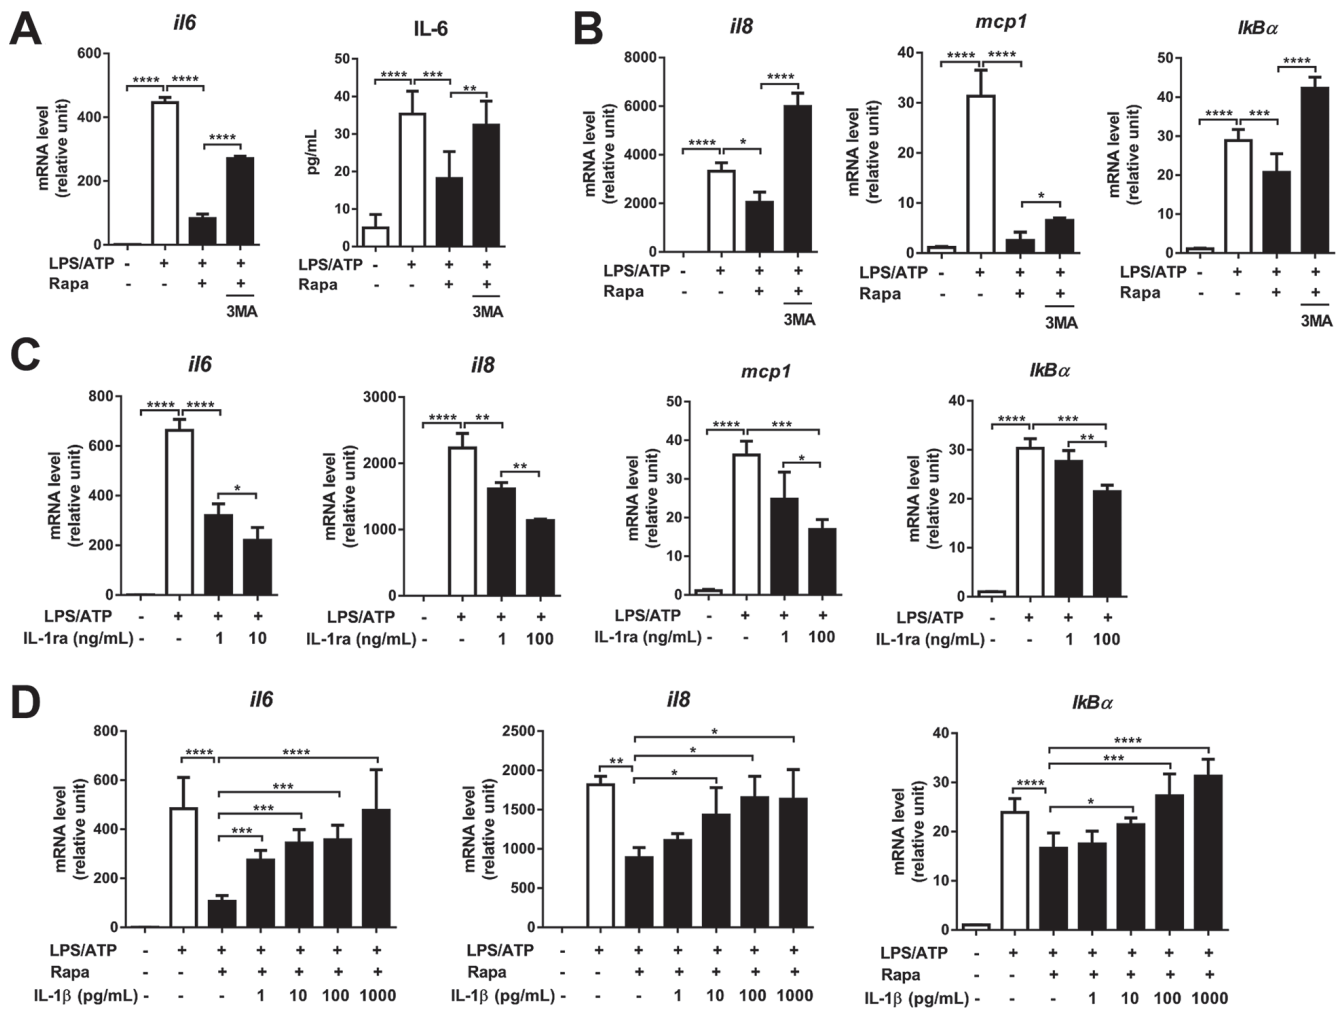 A
il6
600
400
200
0
mRNA level
(relative unit)
**** ****
****
LPS/ATP - + + +
Rapa - - + +
3MA
IL-6
50
40
30
20
10
0
pg/mL
**** ***
**
LPS/ATP - + + +
Rapa - - + +
3MA
B
il8
8000
6000
4000
2000
0
mRNA level
(relative unit)
****
**** *
LPS/ATP - + + +
Rapa - - + +
3MA
mcp1
40
30
20
10
0
mRNA level
(relative unit)
**** ****
*
LPS/ATP - + + +
Rapa - - + +
3MA
IkBα
50
40
30
20
10
0
mRNA level
(relative unit)
****
**** ***
LPS/ATP - + + +
Rapa - - + +
3MA
C
il6
800
600
400
200
0
mRNA level
(relative unit)
**** ****
*
LPS/ATP - + + +
IL-1ra (ng/mL) - - 1 10
il8
3000
2000
1000
0
mRNA level
(relative unit)
**** **
**
LPS/ATP - + + +
IL-1ra (ng/mL) - - 1 100
mcp1
50
40
30
20
10
0
mRNA level
(relative unit)
**** ***
*
LPS/ATP - + + +
IL-1ra (ng/mL) - - 1 100
IkBα
40
30
20
10
0
mRNA level
(relative unit)
**** ***
**
LPS/ATP - + + +
IL-1ra (ng/mL) - - 1 100
D
il6
800
600
400
200
0
mRNA level
(relative unit)
**** ****
***
***
***
LPS/ATP - + + + + + +
Rapa - - + + + + +
IL-1β (pg/mL) - - - 1 10 100 1000
il8
2500
2000
1500
1000
500
0
mRNA level
(relative unit)
*
*
** *
LPS/ATP - + + + + + +
Rapa - - + + + + +
IL-1β (pg/mL) - - - 1 10 100 1000
IkBα
40
30
20
10
0
mRNA level
(relative unit)
****
***
****
*
LPS/ATP - + + + + + +
Rapa - - + + + + +
IL-1β (pg/mL) - - - 1 10 100 1000